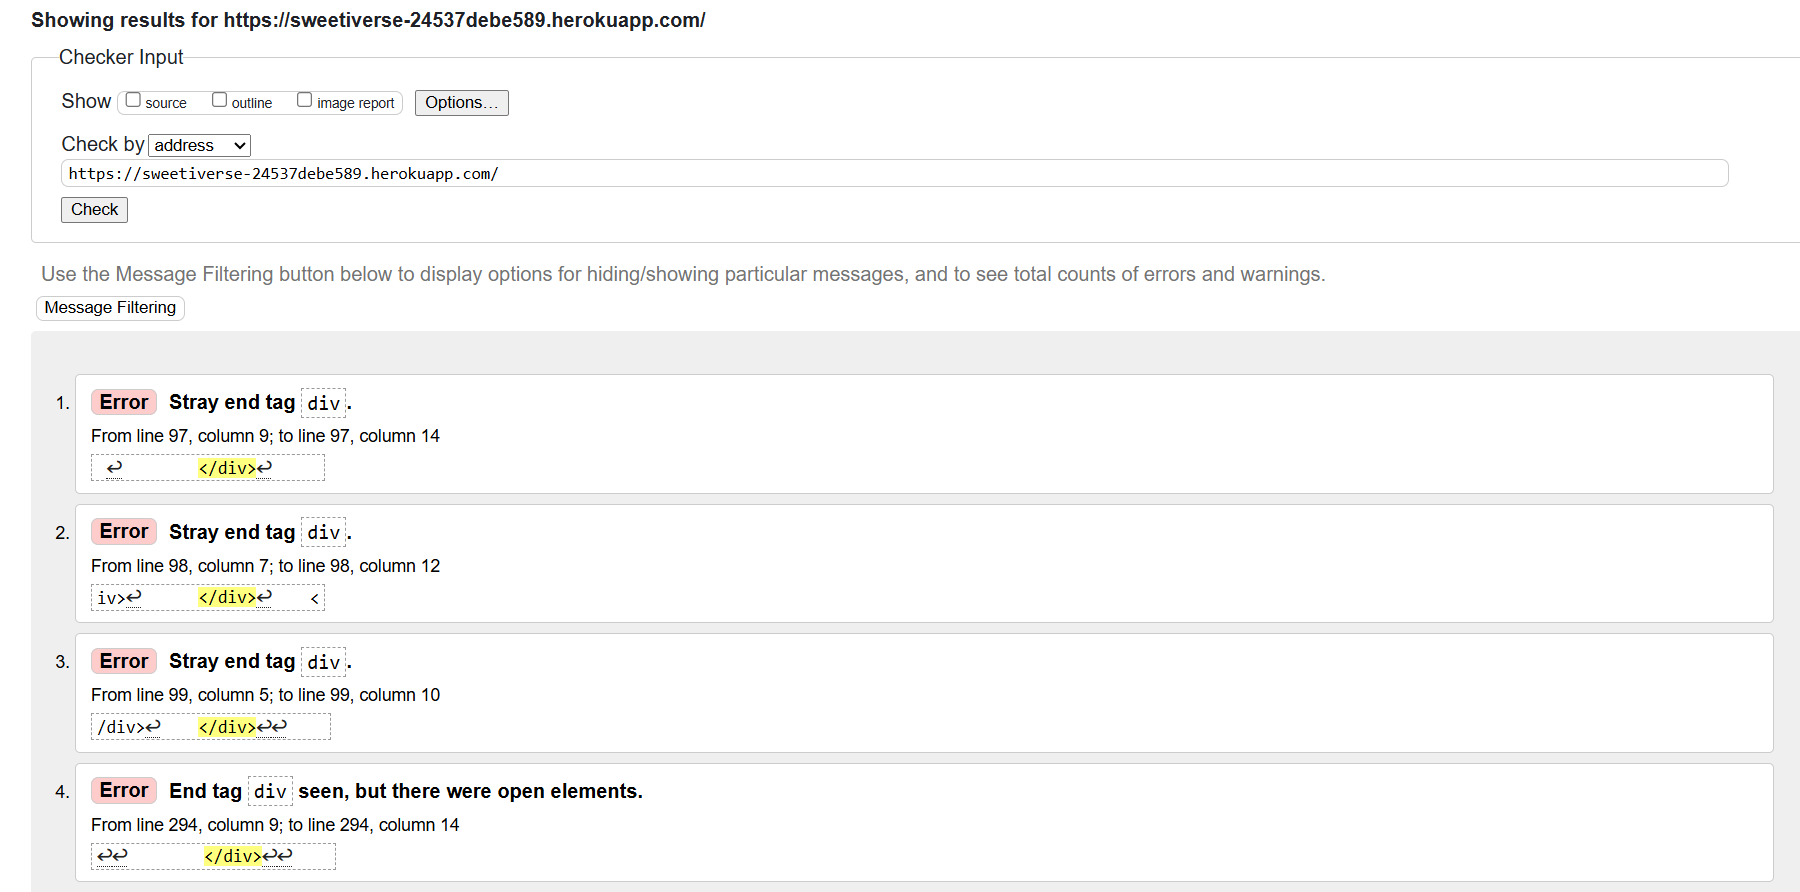 Showing results for https://sweetiverse-24537debe589.herokuapp.com/
Checker Input
Show source outline image report Options...
Check by address
https://sweetiverse-24537debe589.herokuapp.com/
Check
Use the Message Filtering button below to display options for hiding/showing particular messages, and to see total counts of errors and warnings.
Message Filtering
1. Error Stray end tag div.
From line 97, column 9; to line 97, column 14
↩ </div>↩
2. Error Stray end tag div.
From line 98, column 7; to line 98, column 12
iv>↩ </div>↩ <
3. Error Stray end tag div.
From line 99, column 5; to line 99, column 10
/div>↩ </div>↩↩
4. Error End tag div seen, but there were open elements.
From line 294, column 9; to line 294, column 14
↩↩ </div>↩↩